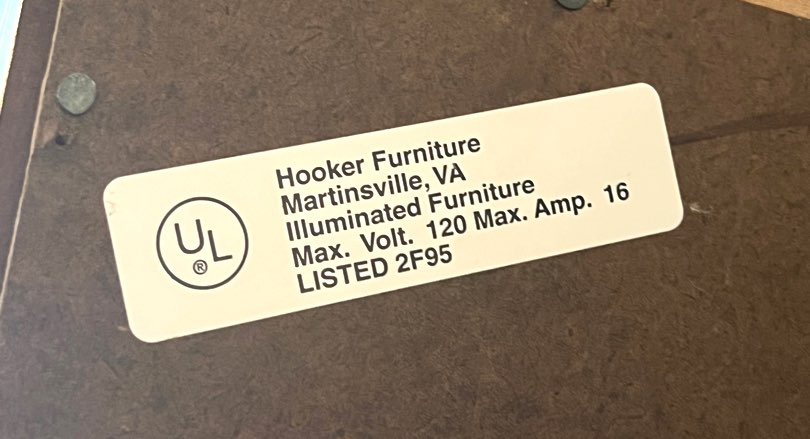 UL
®
Hooker Furniture
Martinsville, VA
Illuminated Furniture
Max. Volt. 120 Max. Amp. 16
LISTED 2F95